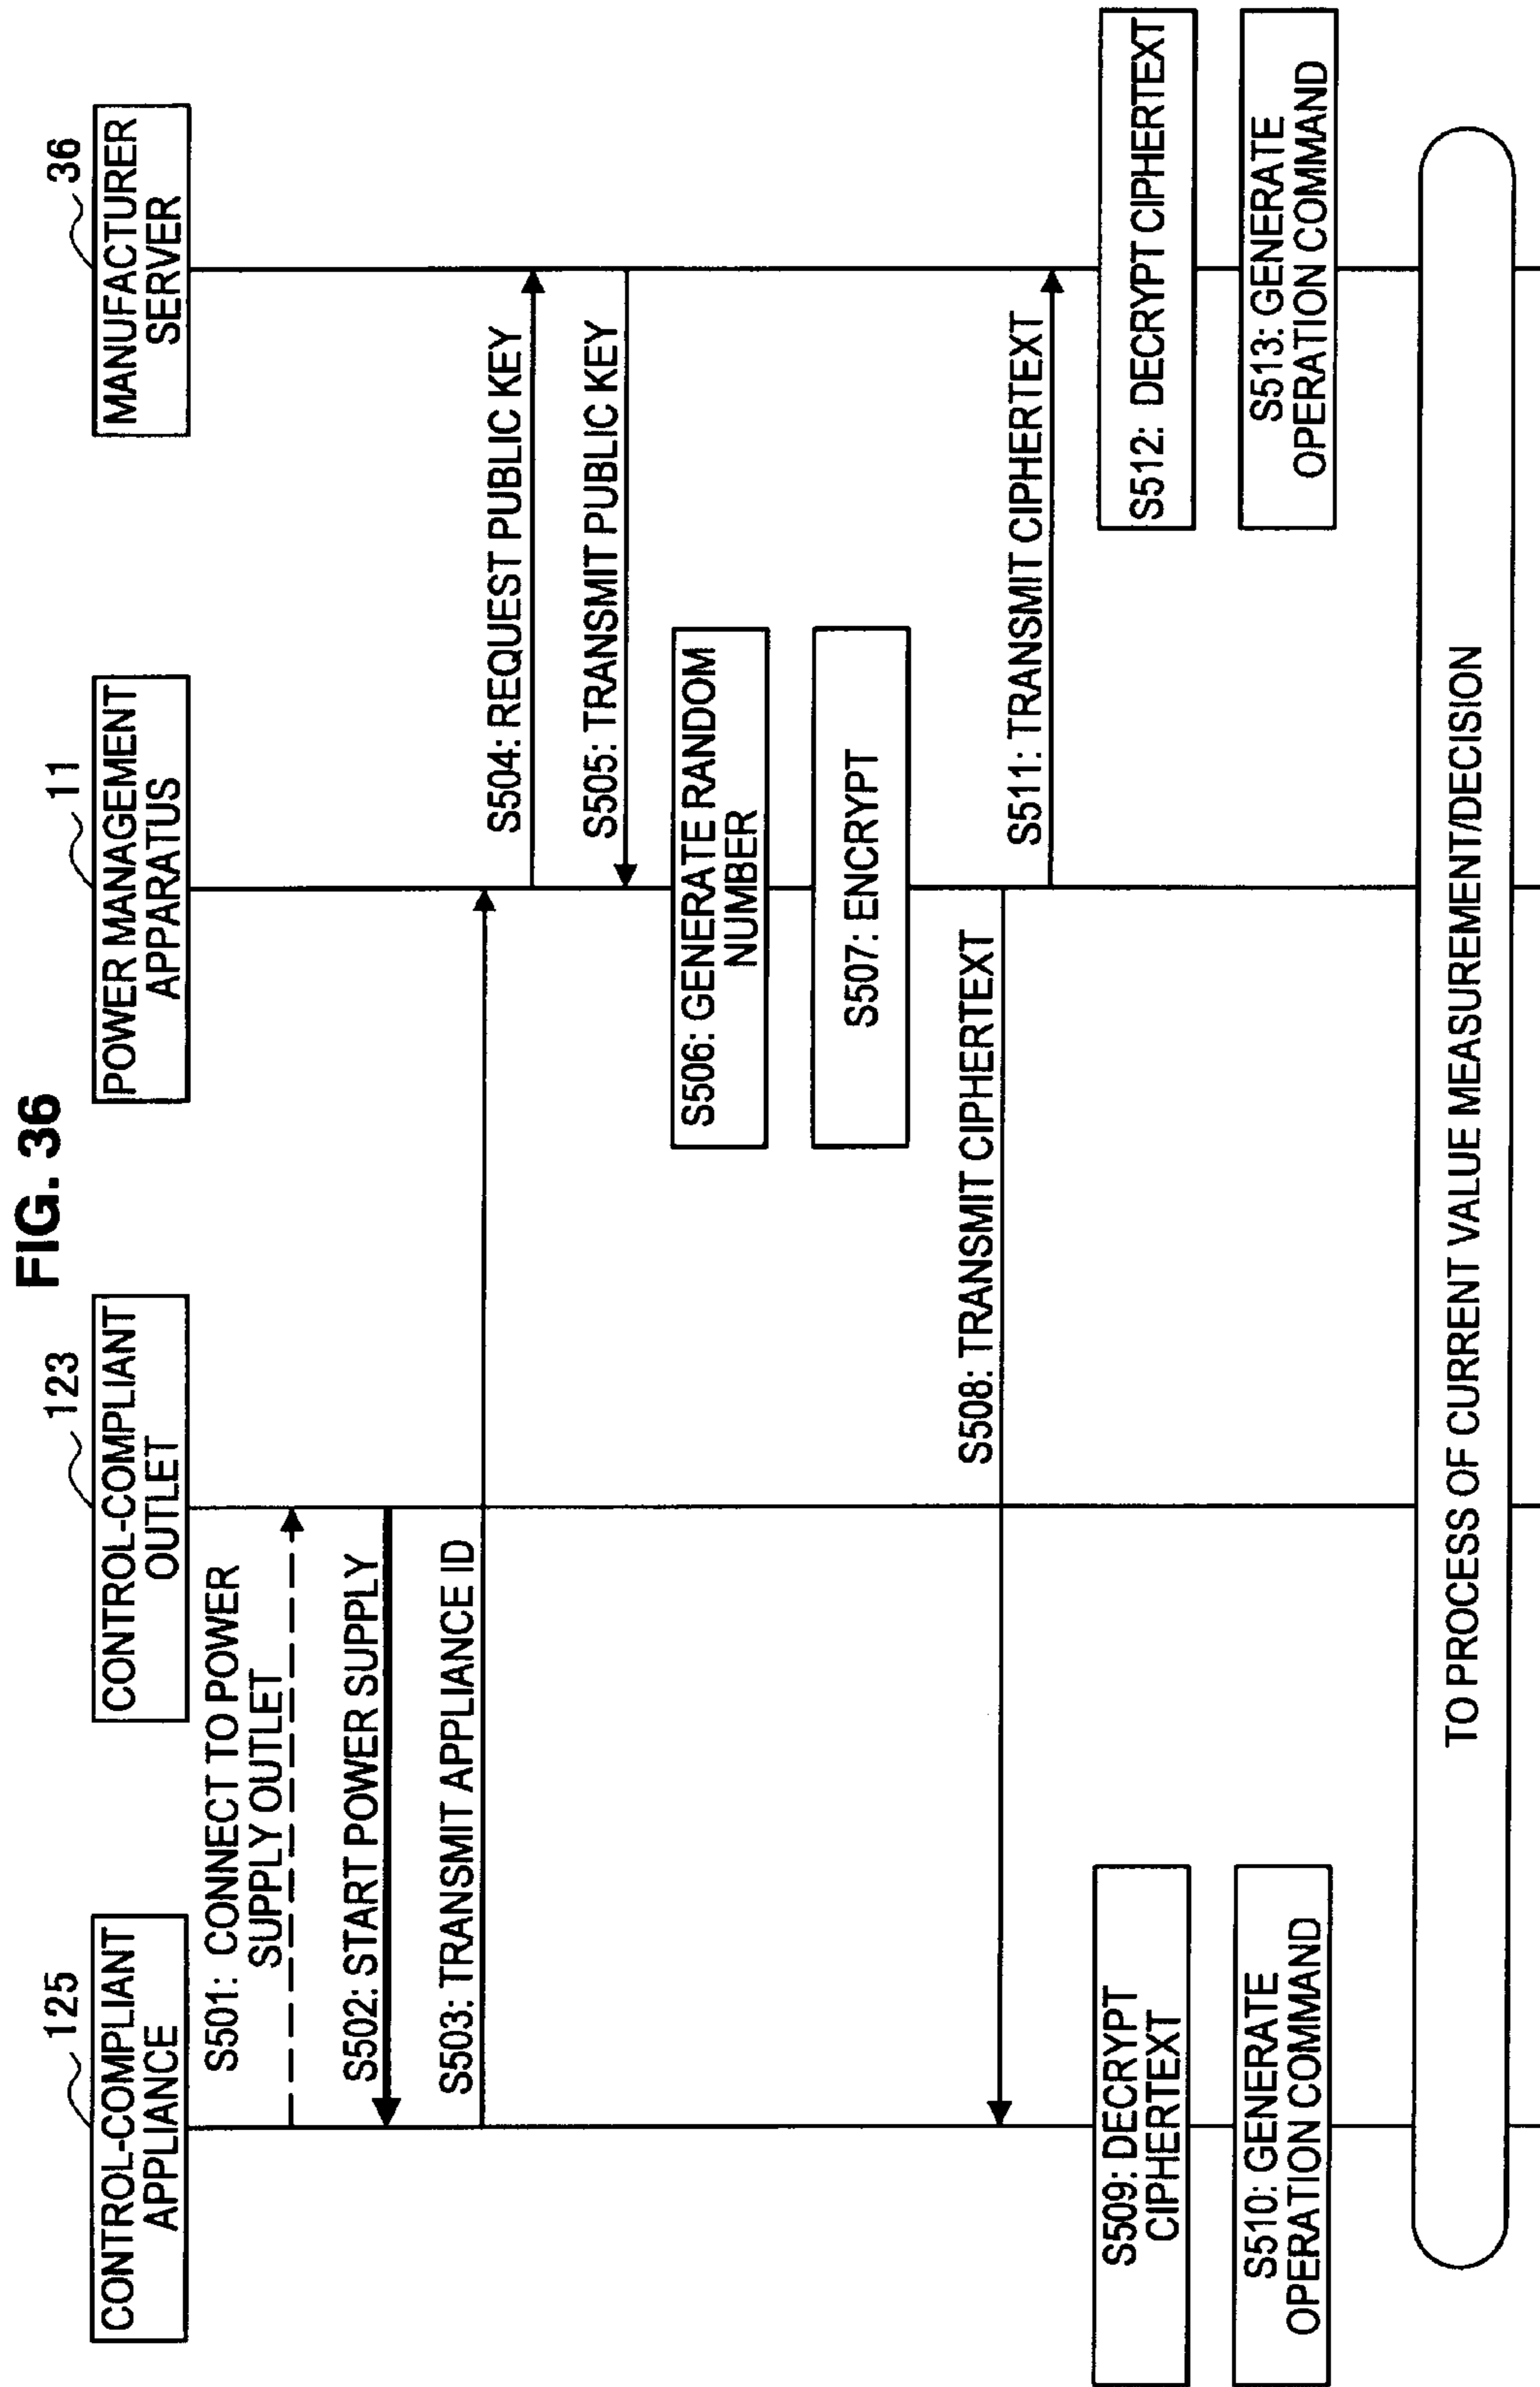 FIG. 36
125
CONTROL-COMPLIANT
APPLIANCE
123
CONTROL-COMPLIANT
OUTLET
11
POWER MANAGEMENT
APPARATUS
36
MANUFACTURER
SERVER
S501: CONNECT TO POWER
SUPPLY OUTLET
S502: START POWER SUPPLY
S503: TRANSMIT APPLIANCE ID
S504: REQUEST PUBLIC KEY
S505: TRANSMIT PUBLIC KEY
S506: GENERATE RANDOM
NUMBER
S507: ENCRYPT
S508: TRANSMIT CIPHERTEXT
S511: TRANSMIT CIPHERTEXT
S509: DECRYPT
CIPHERTEXT
S512: DECRYPT CIPHERTEXT
S510: GENERATE
OPERATION COMMAND
S513: GENERATE
OPERATION COMMAND
TO PROCESS OF CURRENT VALUE MEASUREMENT/DECISION